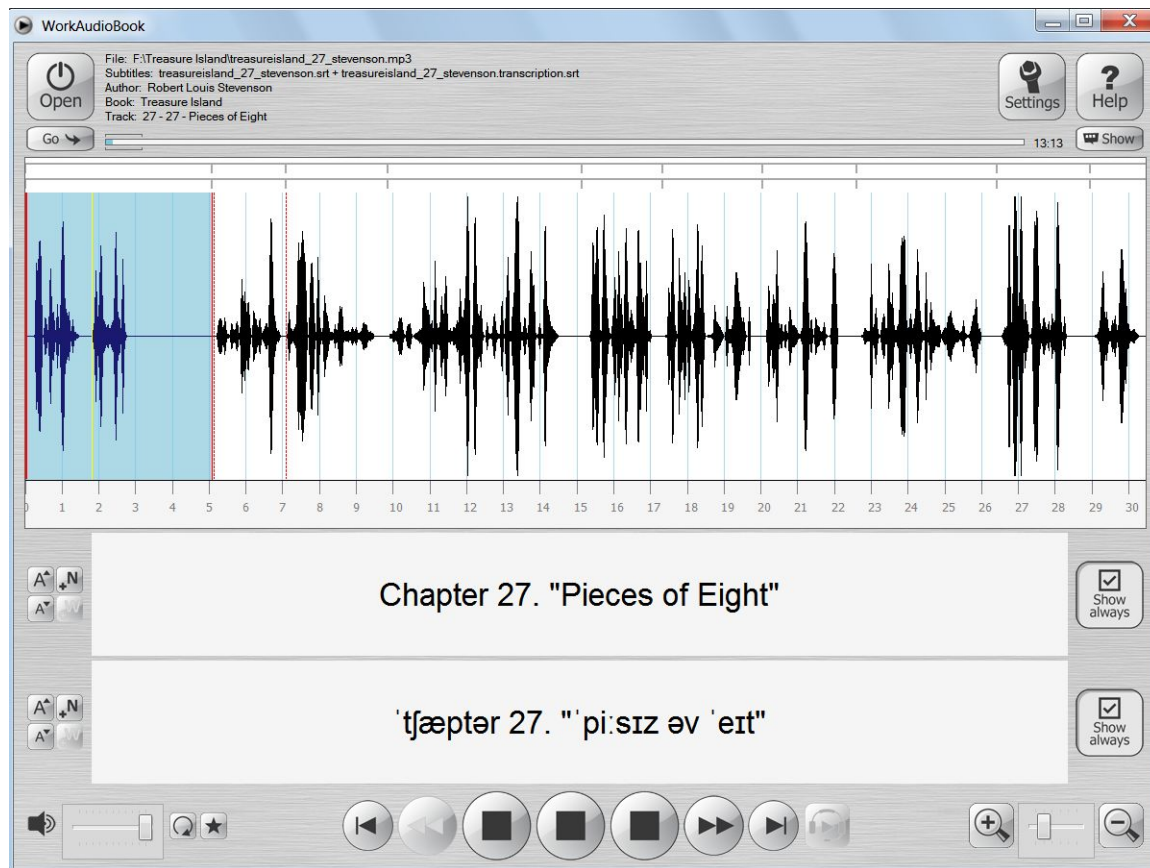 WorkAudioBook
File: F:\Treasure Island\treasureisland_27_stevenson.mp3
Subtitles: treasureisland_27_stevenson.srt + treasureisland_27_stevenson.transcription.srt
Author: Robert Louis Stevenson
Book: Treasure Island
Track: 27 - 27 - Pieces of Eight
Open
Settings
Help
Go
13:13
Show
0 1 2 3 4 5 6 7 8 9 10 11 12 13 14 15 16 17 18 19 20 21 22 23 24 25 26 27 28 29 30
A +N
A
Chapter 27. "Pieces of Eight"
Show always
A +N
A
ˈtʃæptər 27. "ˈpiːsɪz əv ˈeɪt"
Show always